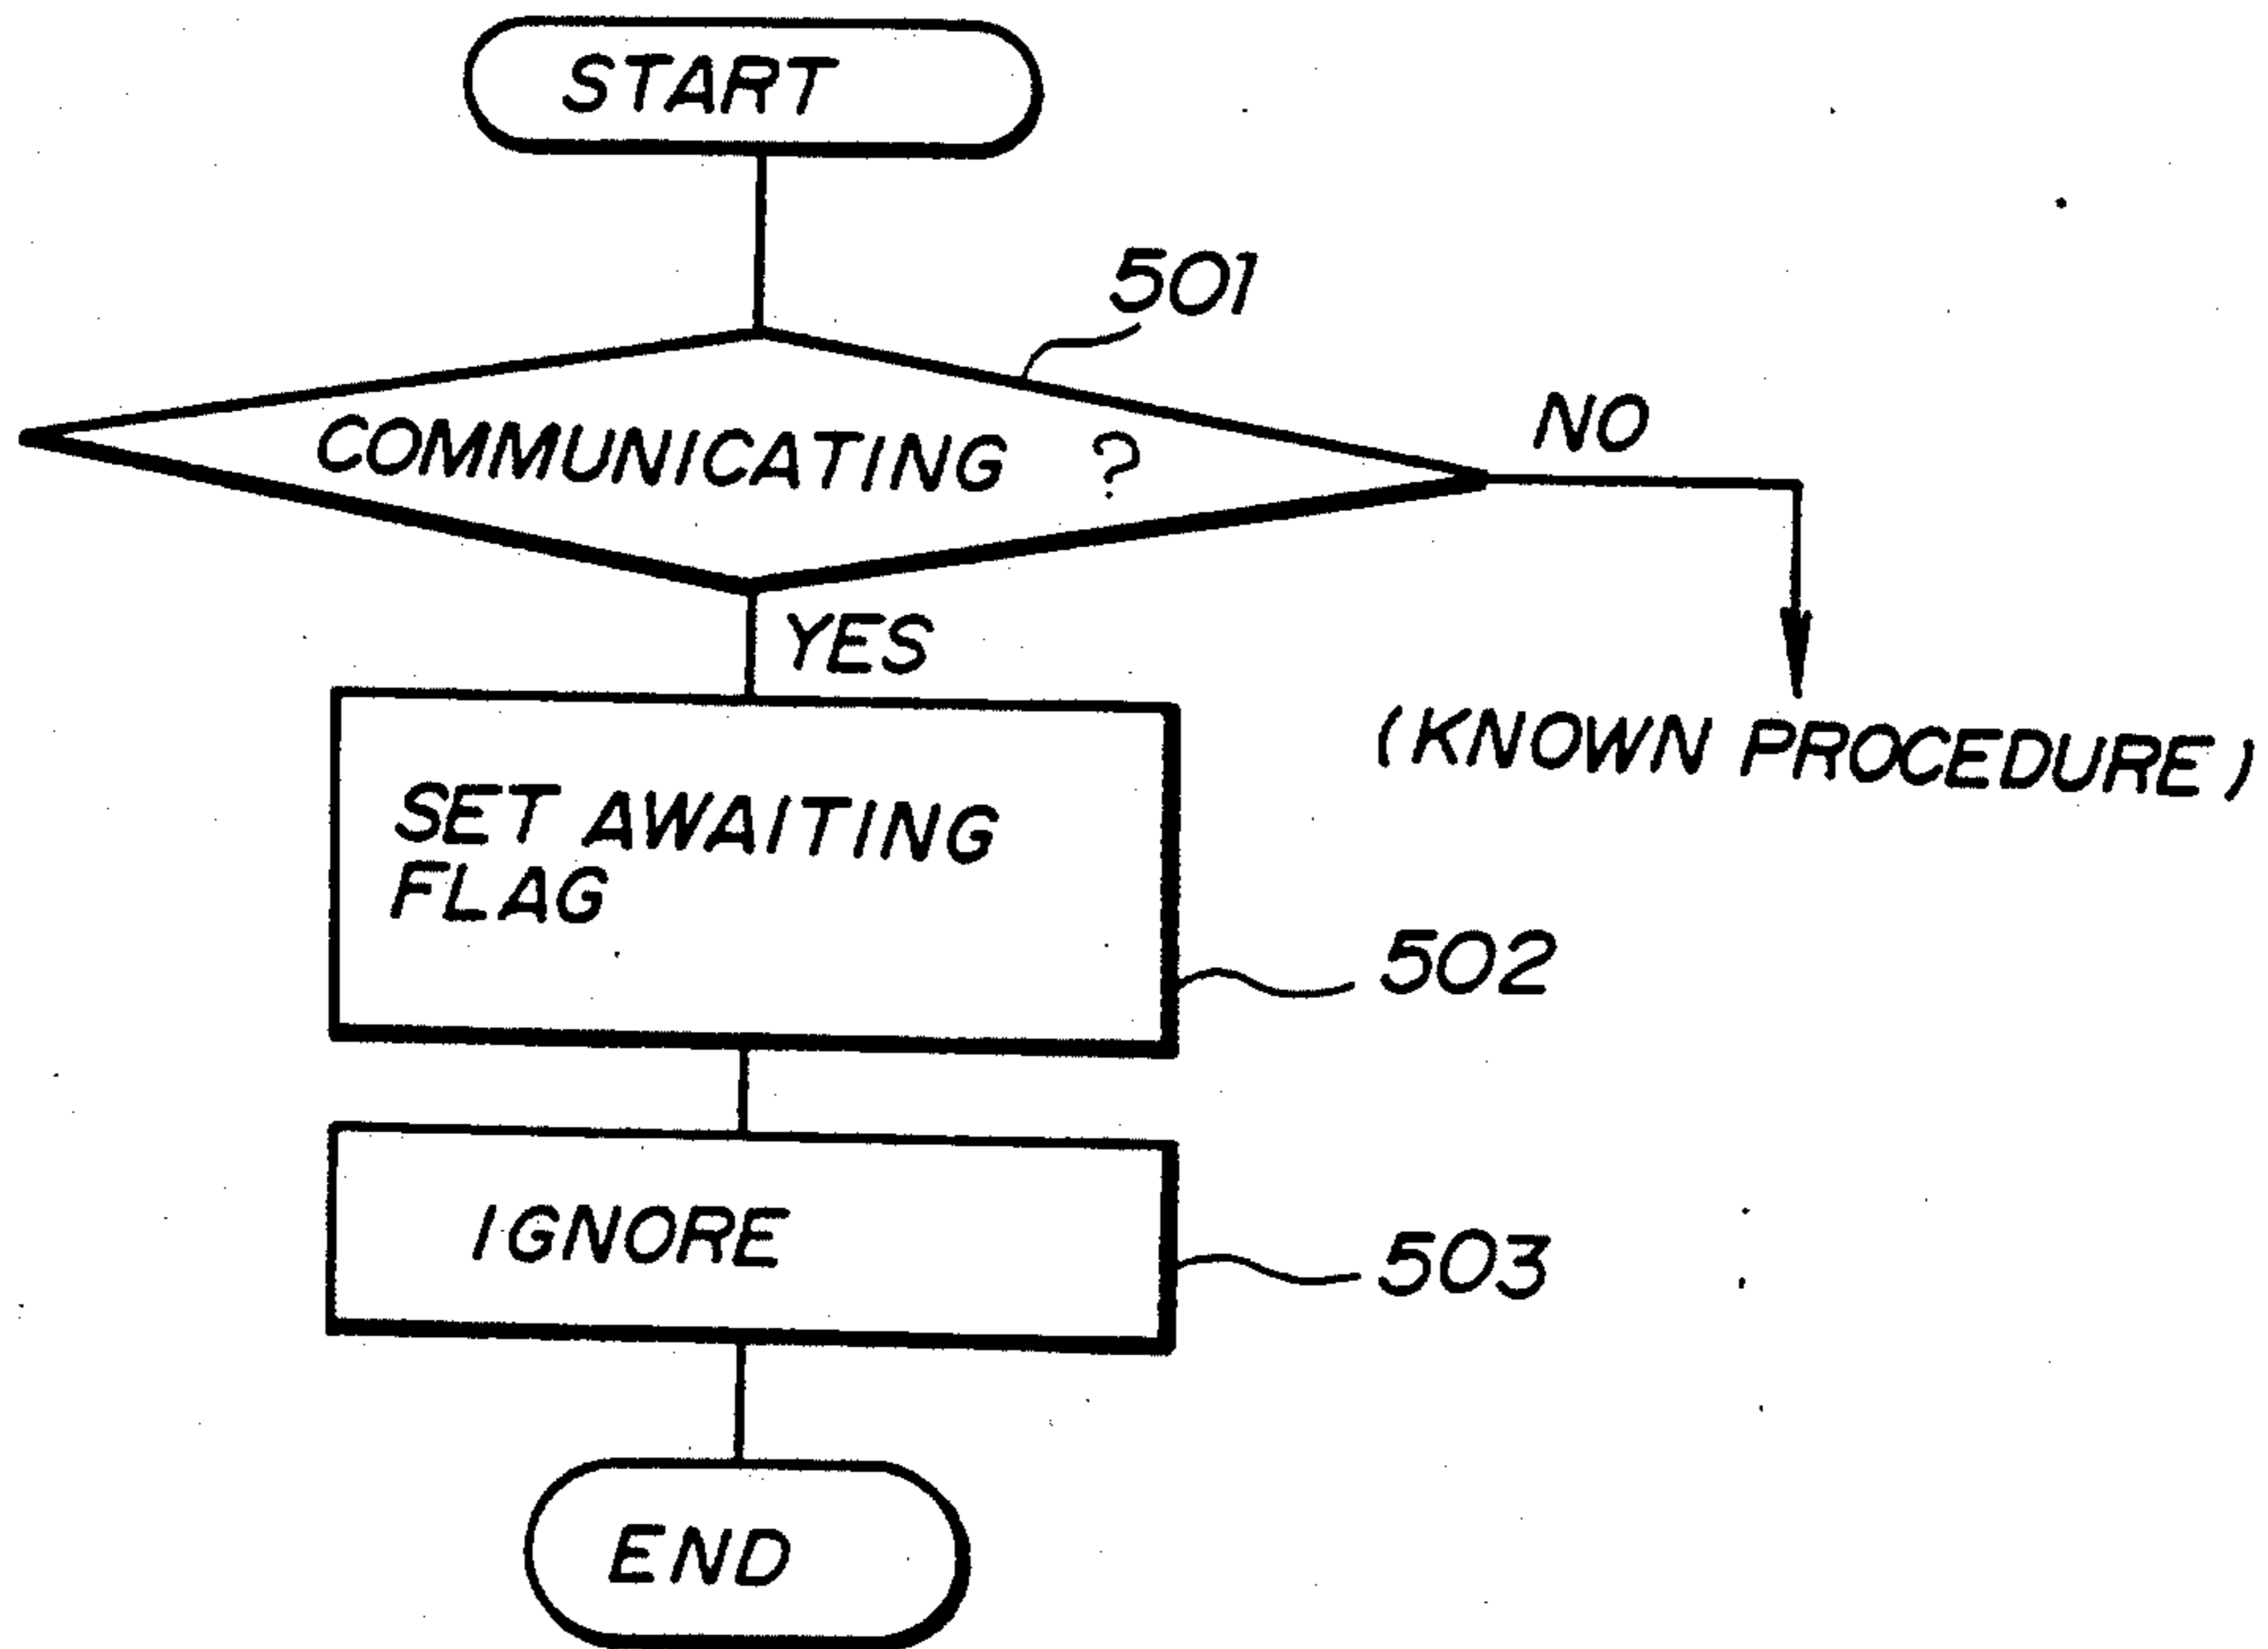 START
501
COMMUNICATING ?
NO
YES
(KNOWN PROCEDURE)
SET AWAITING
FLAG
502
IGNORE
503
END